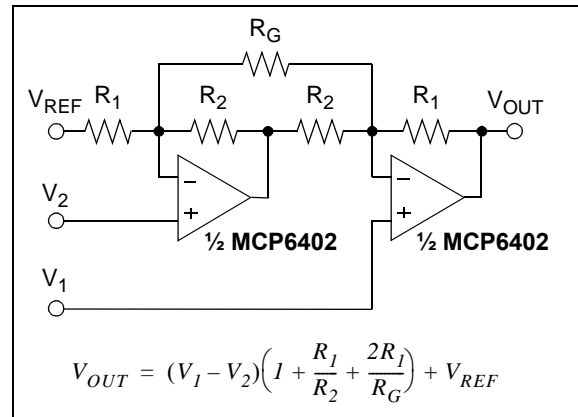 R_G
V_REF R_1 R_2 R_2 R_1 V_OUT
V_2
½ MCP6402 ½ MCP6402
V_1
V_OUT = (V_1 – V_2)(1 + R_1/R_2 + 2R_1/R_G) + V_REF